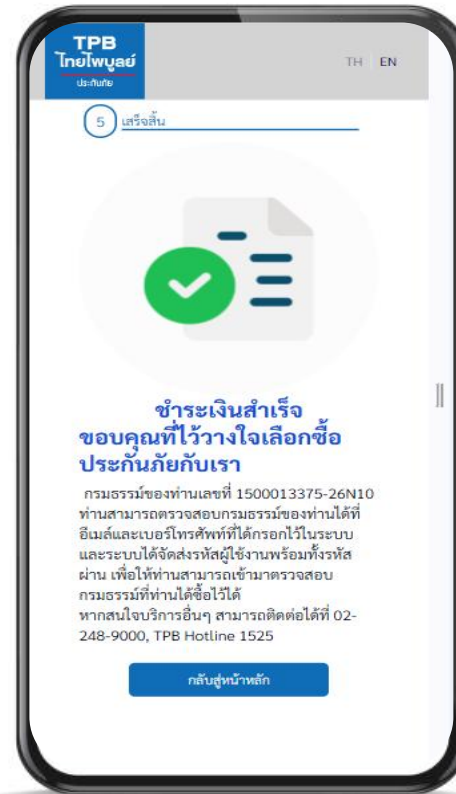 TPB
ไทยไพบูลย์
ประกันภัย
TH EN
5 เสร็จสิ้น
ชำระเงินสำเร็จ
ขอบคุณที่ไว้วางใจเลือกซื้อ
ประกันภัยกับเรา
กรมธรรม์ของท่านเลขที่ 1500013375-26N10
ท่านสามารถตรวจสอบกรมธรรม์ของท่านได้ที่
อีเมล์และเบอร์โทรศัพท์ที่ได้กรอกไว้ในระบบ
และระบบได้จัดส่งรหัสผู้ใช้งานพร้อมทั้งรหัส
ผ่าน เพื่อให้ท่านสามารถเข้ามาตรวจสอบ
กรมธรรม์ที่ท่านได้ซื้อไว้ได้
หากสนใจบริการอื่นๆ สามารถติดต่อได้ที่ 02-
248-9000, TPB Hotline 1525
กลับสู่หน้าหลัก